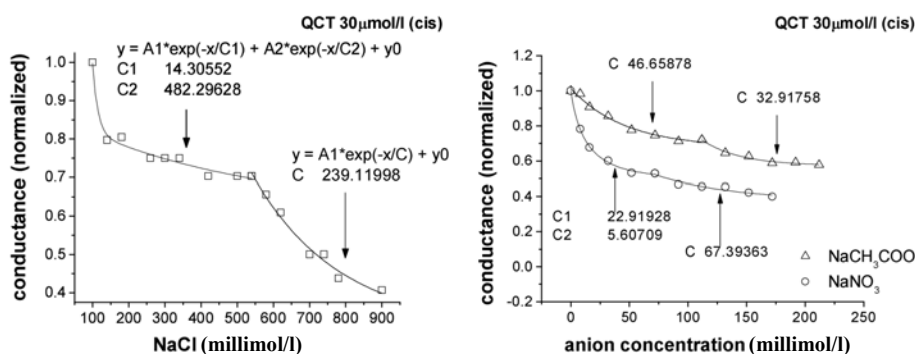 QCT 30μmol/l (cis)
y = A1*exp(-x/C1) + A2*exp(-x/C2) + y0
C1 14.30552
C2 482.29628
y = A1*exp(-x/C) + y0
C 239.11998
conductance (normalized)
1.0
0.9
0.8
0.7
0.6
0.5
0.4
100 200 300 400 500 600 700 800 900
NaCl (millimol/l)
QCT 30μmol/l (cis)
C 46.65878
C 32.91758
C1 22.91928
C2 5.60709
C 67.39363
NaCH₃COO
NaNO₃
conductance (normalized)
1.4
1.2
1.0
0.8
0.6
0.4
0.2
0.0
-0.2
0 50 100 150 200 250
anion concentration (millimol/l)